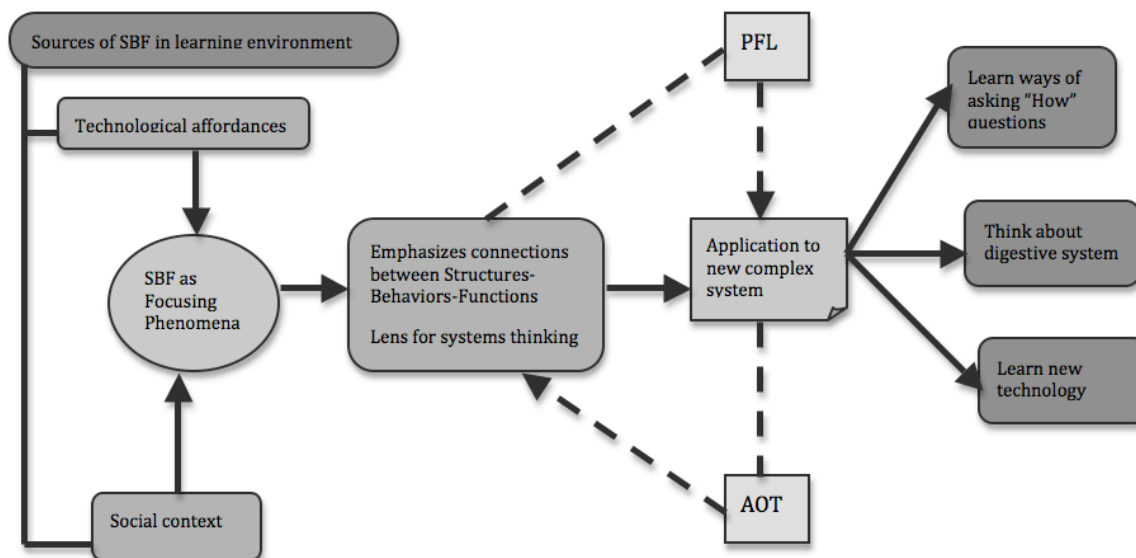 Sources of SBF in learning environment
Technological affordances
SBF as
Focusing
Phenomena
Social context
Emphasizes connections
between Structures-
Behaviors-Functions
Lens for systems thinking
PFL
Application to
new complex
system
AOT
Learn ways of
asking “How”
questions
Think about
digestive system
Learn new
technology